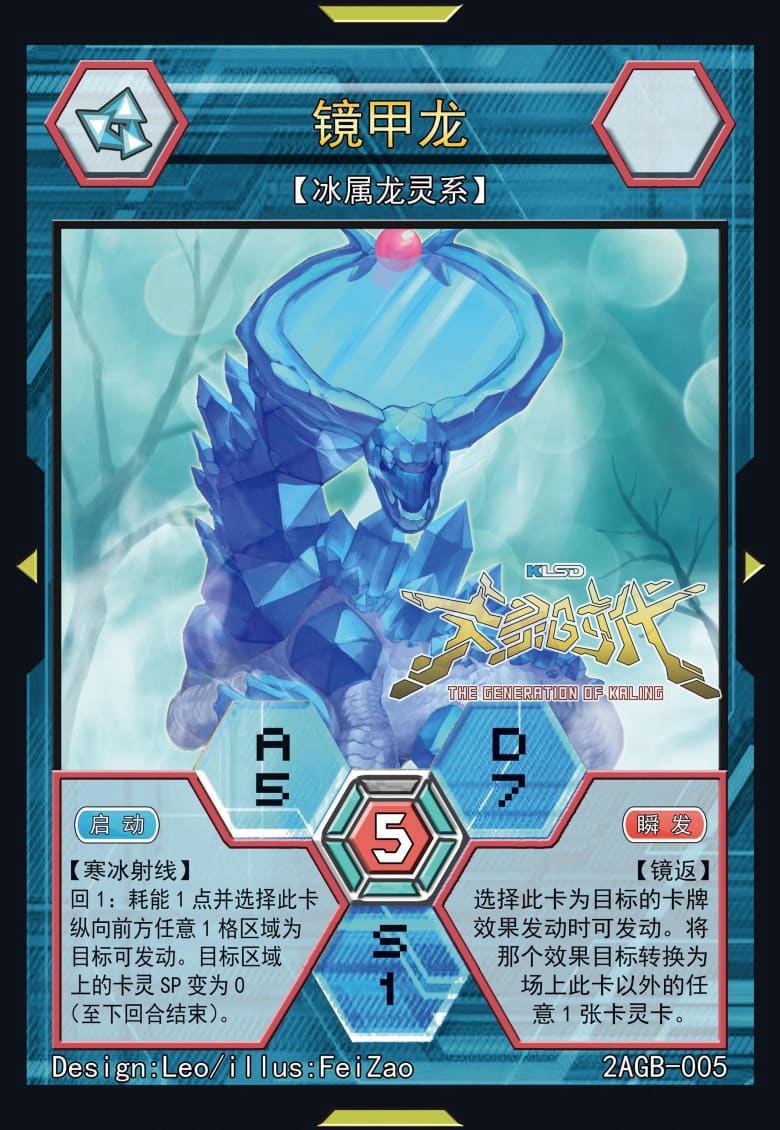 镜甲龙
【冰属龙灵系】
KLSD
卡灵时代
THE GENERATION OF KALING
A
5
D
7
5
S
1
启动
【寒冰射线】
回1：耗能1点并选择此卡
纵向前方任意1格区域为
目标可发动。目标区域
上的卡灵SP变为0
（至下回合结束）。
瞬发
【镜返】
选择此卡为目标的卡牌
效果发动时可发动。将
那个效果目标转换为
场上此卡以外的任
意1张卡灵卡。
Design:Leo/illus:FeiZao
2AGB-005